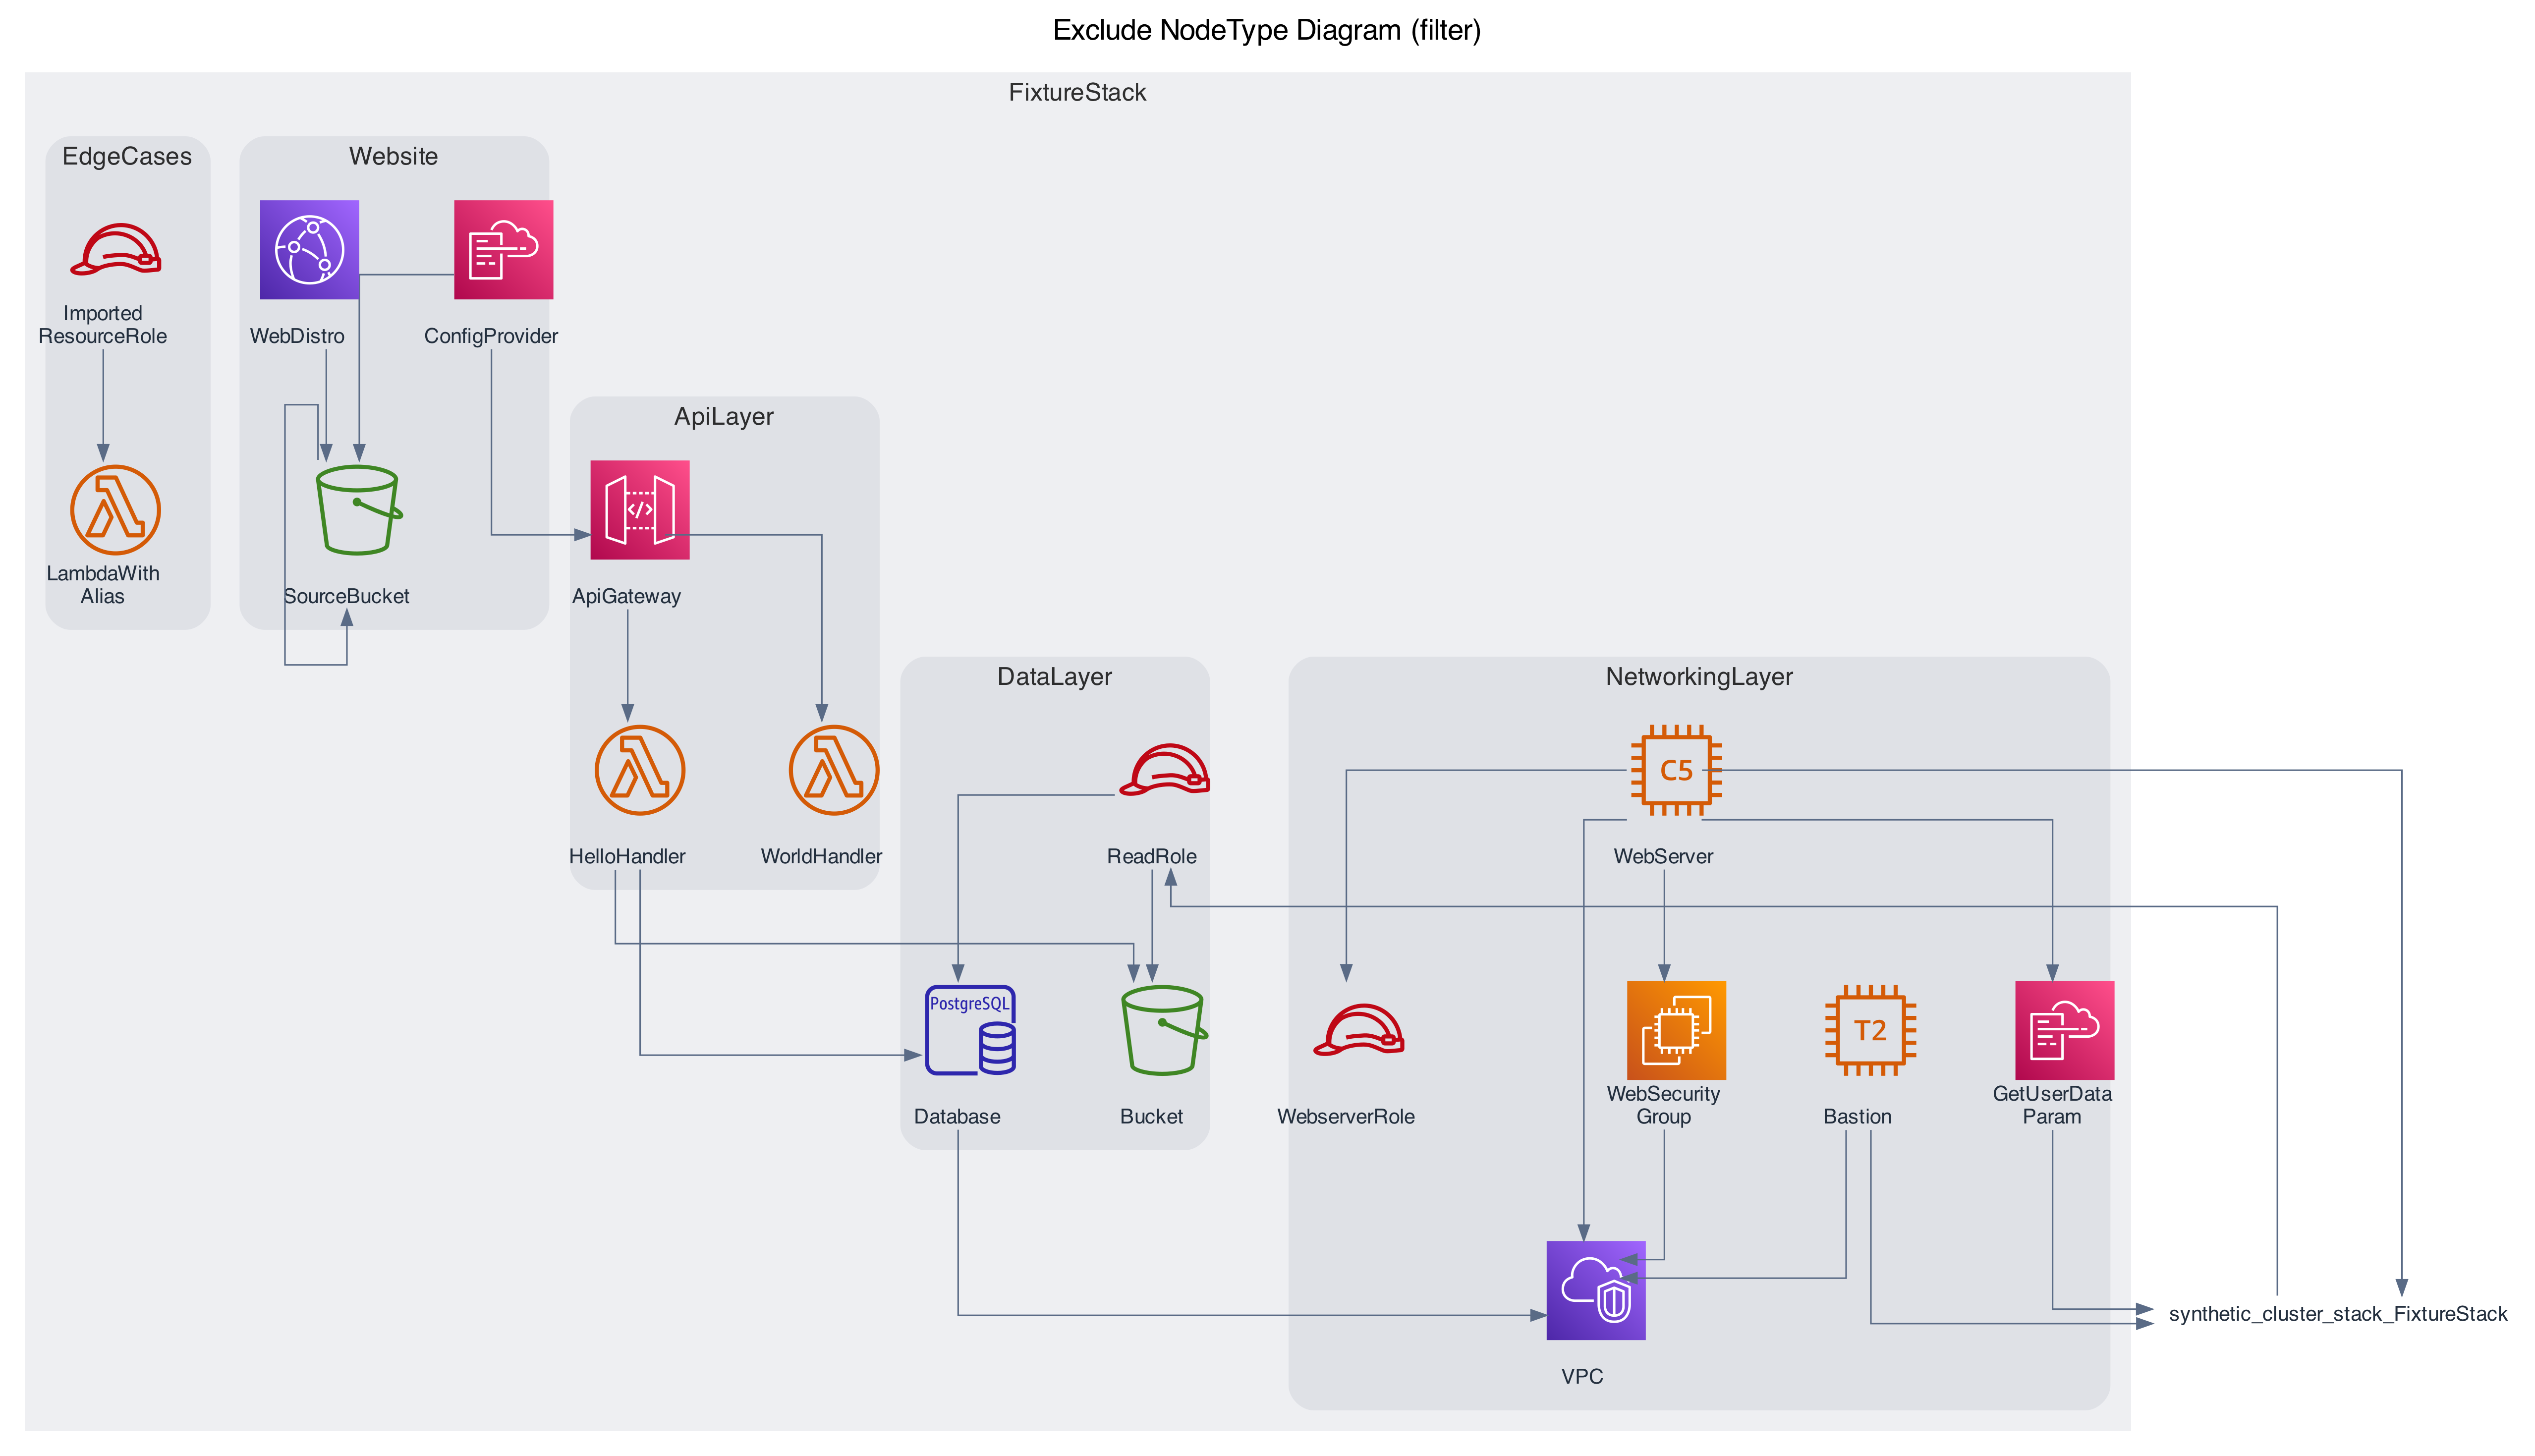 Exclude NodeType Diagram (filter)
FixtureStack
EdgeCases
Website
Imported
ResourceRole
WebDistro
ConfigProvider
LambdaWith
Alias
SourceBucket
ApiLayer
ApiGateway
HelloHandler
WorldHandler
DataLayer
ReadRole
PostgreSQL
Database
Bucket
NetworkingLayer
C5
WebServer
WebserverRole
WebSecurity
Group
T2
Bastion
GetUserData
Param
VPC
synthetic_cluster_stack_FixtureStack